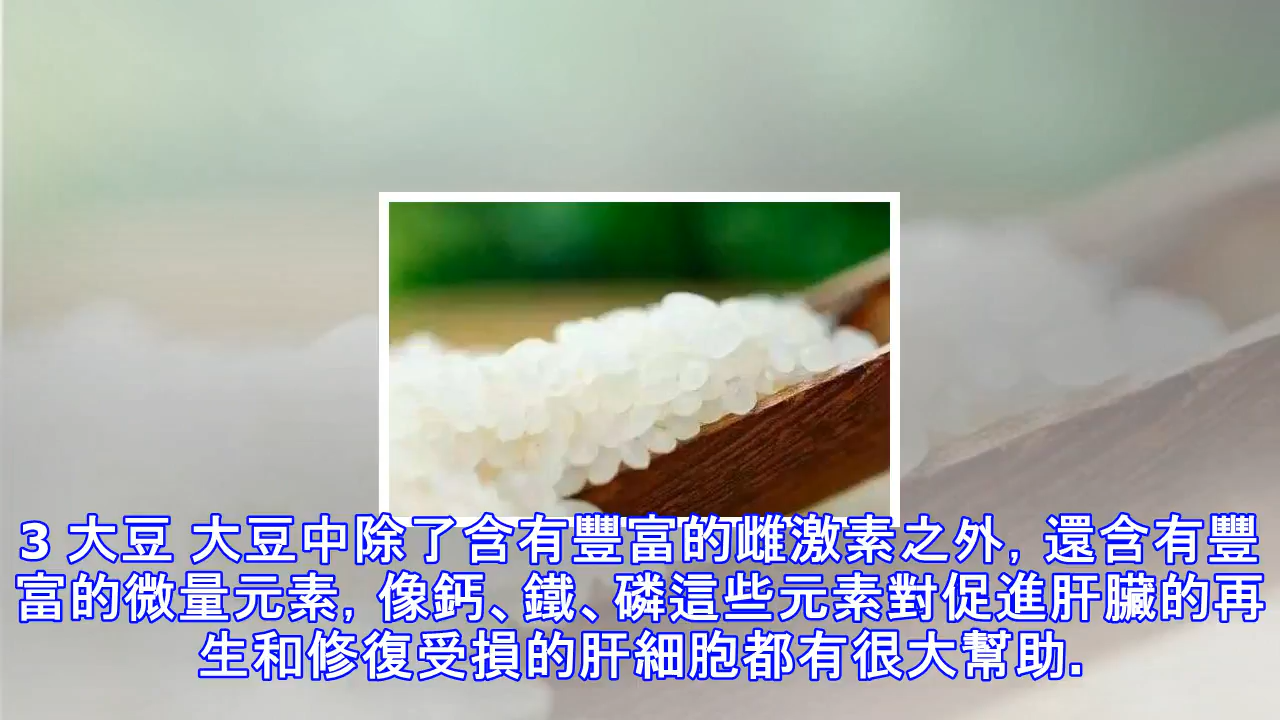 3 大豆 大豆中除了含有豐富的雌激素之外, 還含有豐
富的微量元素, 像鈣、鐵、磷這些元素對促進肝臟的再
生和修復受損的肝細胞都有很大幫助.